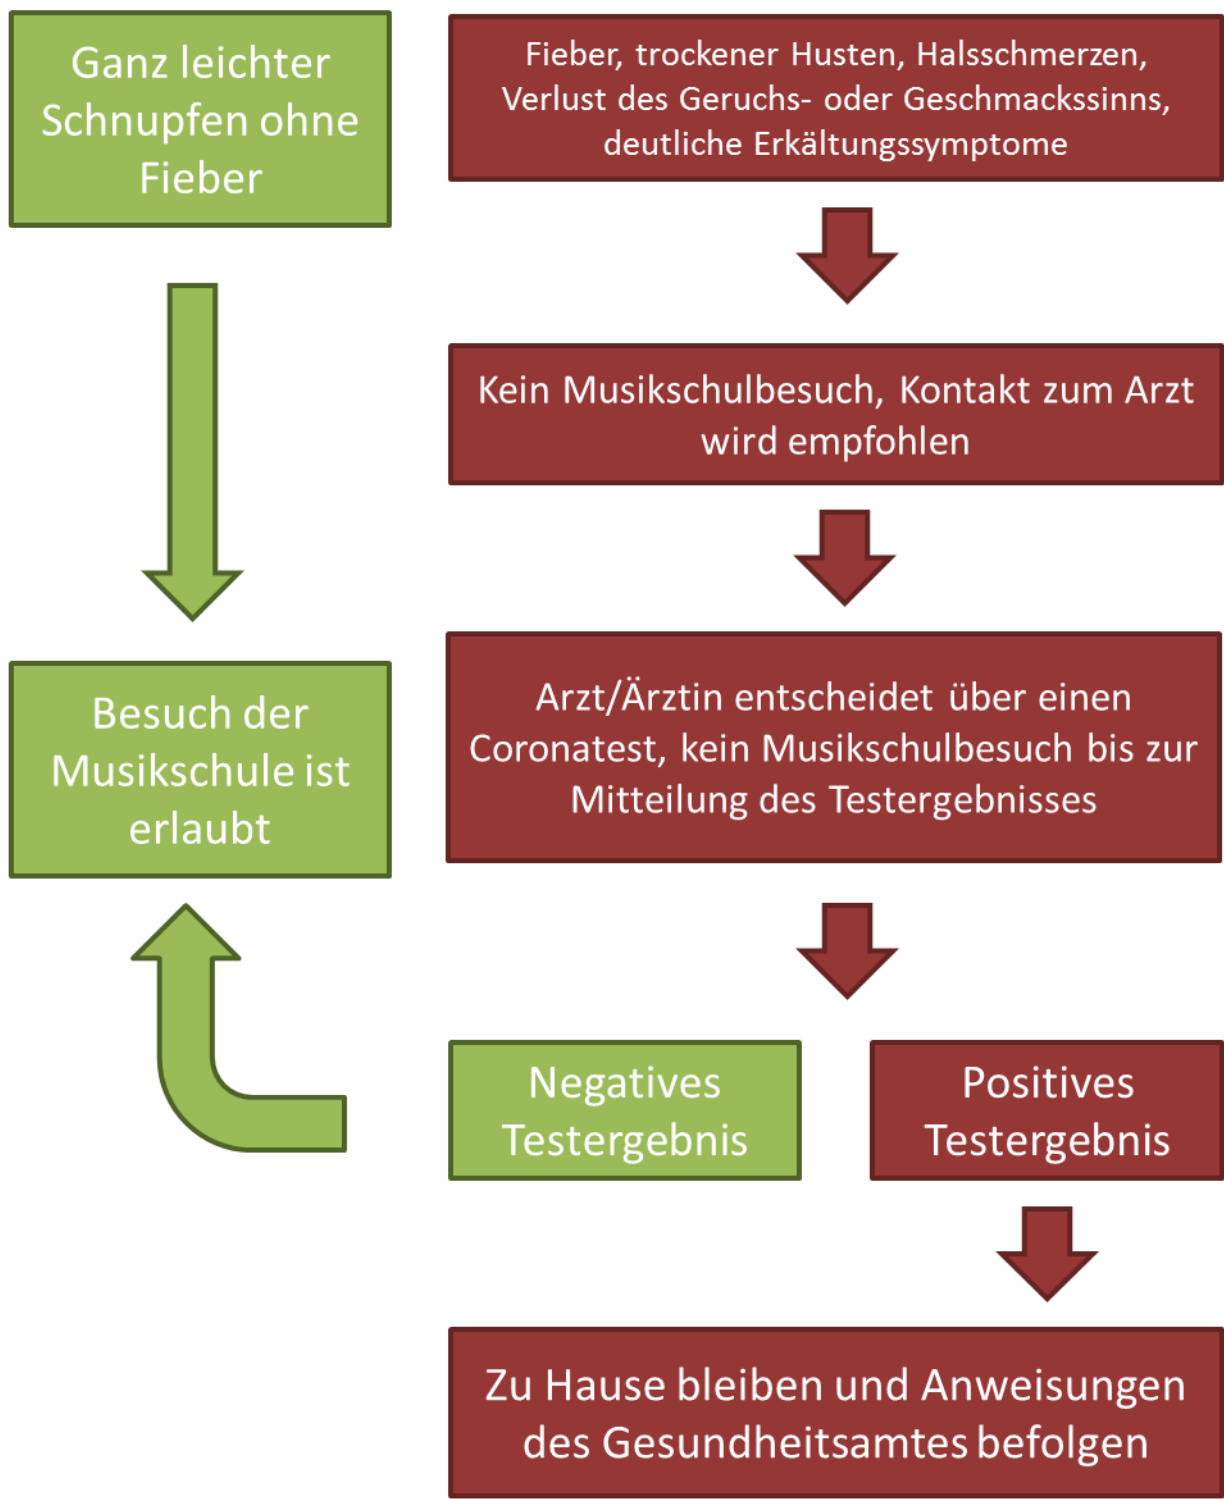 Ganz leichter
Schnupfen ohne
Fieber
Fieber, trockener Husten, Halsschmerzen,
Verlust des Geruchs- oder Geschmackssinns,
deutliche Erkältungssymptome
Kein Musikschulbesuch, Kontakt zum Arzt
wird empfohlen
Besuch der
Musikschule ist
erlaubt
Arzt/Ärztin entscheidet über einen
Coronatest, kein Musikschulbesuch bis zur
Mitteilung des Testergebnisses
Negatives
Testergebnis
Positives
Testergebnis
Zu Hause bleiben und Anweisungen
des Gesundheitsamtes befolgen